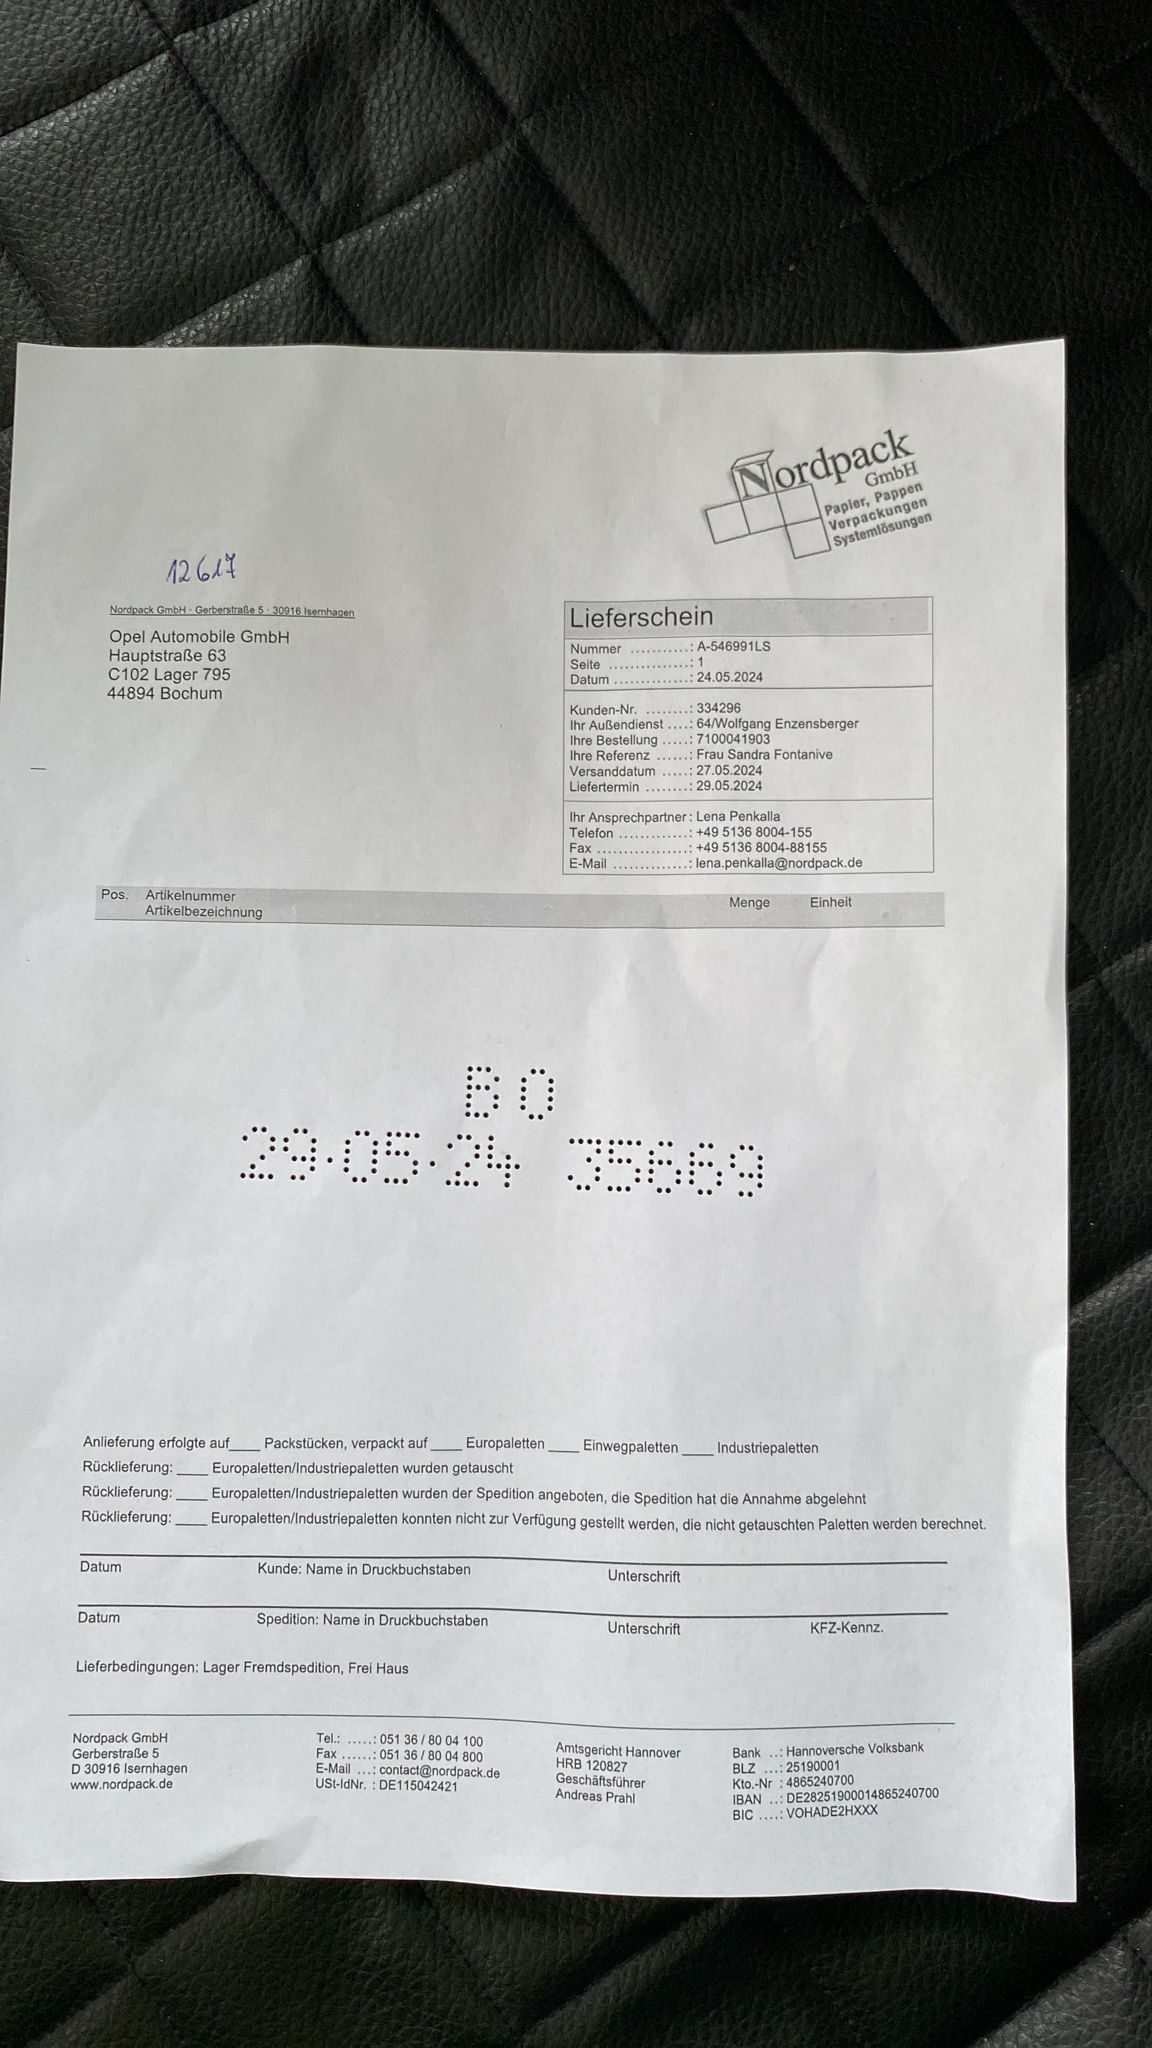 Nordpack
GmbH
Papier, Pappen
Verpackungen
Systemlösungen
12617
Nordpack GmbH · Gerberstraße 5 · 30916 Isernhagen
Opel Automobile GmbH
Hauptstraße 63
C102 Lager 795
44894 Bochum
Lieferschein
Nummer ...........: A-546991LS
Seite ..............: 1
Datum ..............: 24.05.2024
Kunden-Nr. ........: 334296
Ihr Außendienst ....: 64/Wolfgang Enzensberger
Ihre Bestellung .....: 7100041903
Ihre Referenz ......: Frau Sandra Fontanive
Versanddatum .....: 27.05.2024
Liefertermin ........: 29.05.2024
Ihr Ansprechpartner : Lena Penkalla
Telefon ............: +49 5136 8004-155
Fax ................: +49 5136 8004-88155
E-Mail .............: lena.penkalla@nordpack.de
Pos. Artikelnummer Menge Einheit
Artikelbezeichnung
BO
29.05.24 35669
Anlieferung erfolgte auf____ Packstücken, verpackt auf ____ Europaletten ____ Einwegpaletten ____ Industriepaletten
Rücklieferung: ____ Europaletten/Industriepaletten wurden getauscht
Rücklieferung: ____ Europaletten/Industriepaletten wurden der Spedition angeboten, die Spedition hat die Annahme abgelehnt
Rücklieferung: ____ Europaletten/Industriepaletten konnten nicht zur Verfügung gestellt werden, die nicht getauschten Paletten werden berechnet.
Datum Kunde: Name in Druckbuchstaben Unterschrift
Datum Spedition: Name in Druckbuchstaben Unterschrift KFZ-Kennz.
Lieferbedingungen: Lager Fremdspedition, Frei Haus
Nordpack GmbH
Gerberstraße 5
D 30916 Isernhagen
www.nordpack.de
Tel.: .....: 051 36 / 80 04 100
Fax ......: 051 36 / 80 04 800
E-Mail ...: contact@nordpack.de
USt-IdNr. : DE115042421
Amtsgericht Hannover
HRB 120827
Geschäftsführer
Andreas Prahl
Bank ..: Hannoversche Volksbank
BLZ ...: 25190001
Kto.-Nr : 4865240700
IBAN ..: DE28251900014865240700
BIC ....: VOHADE2HXXX